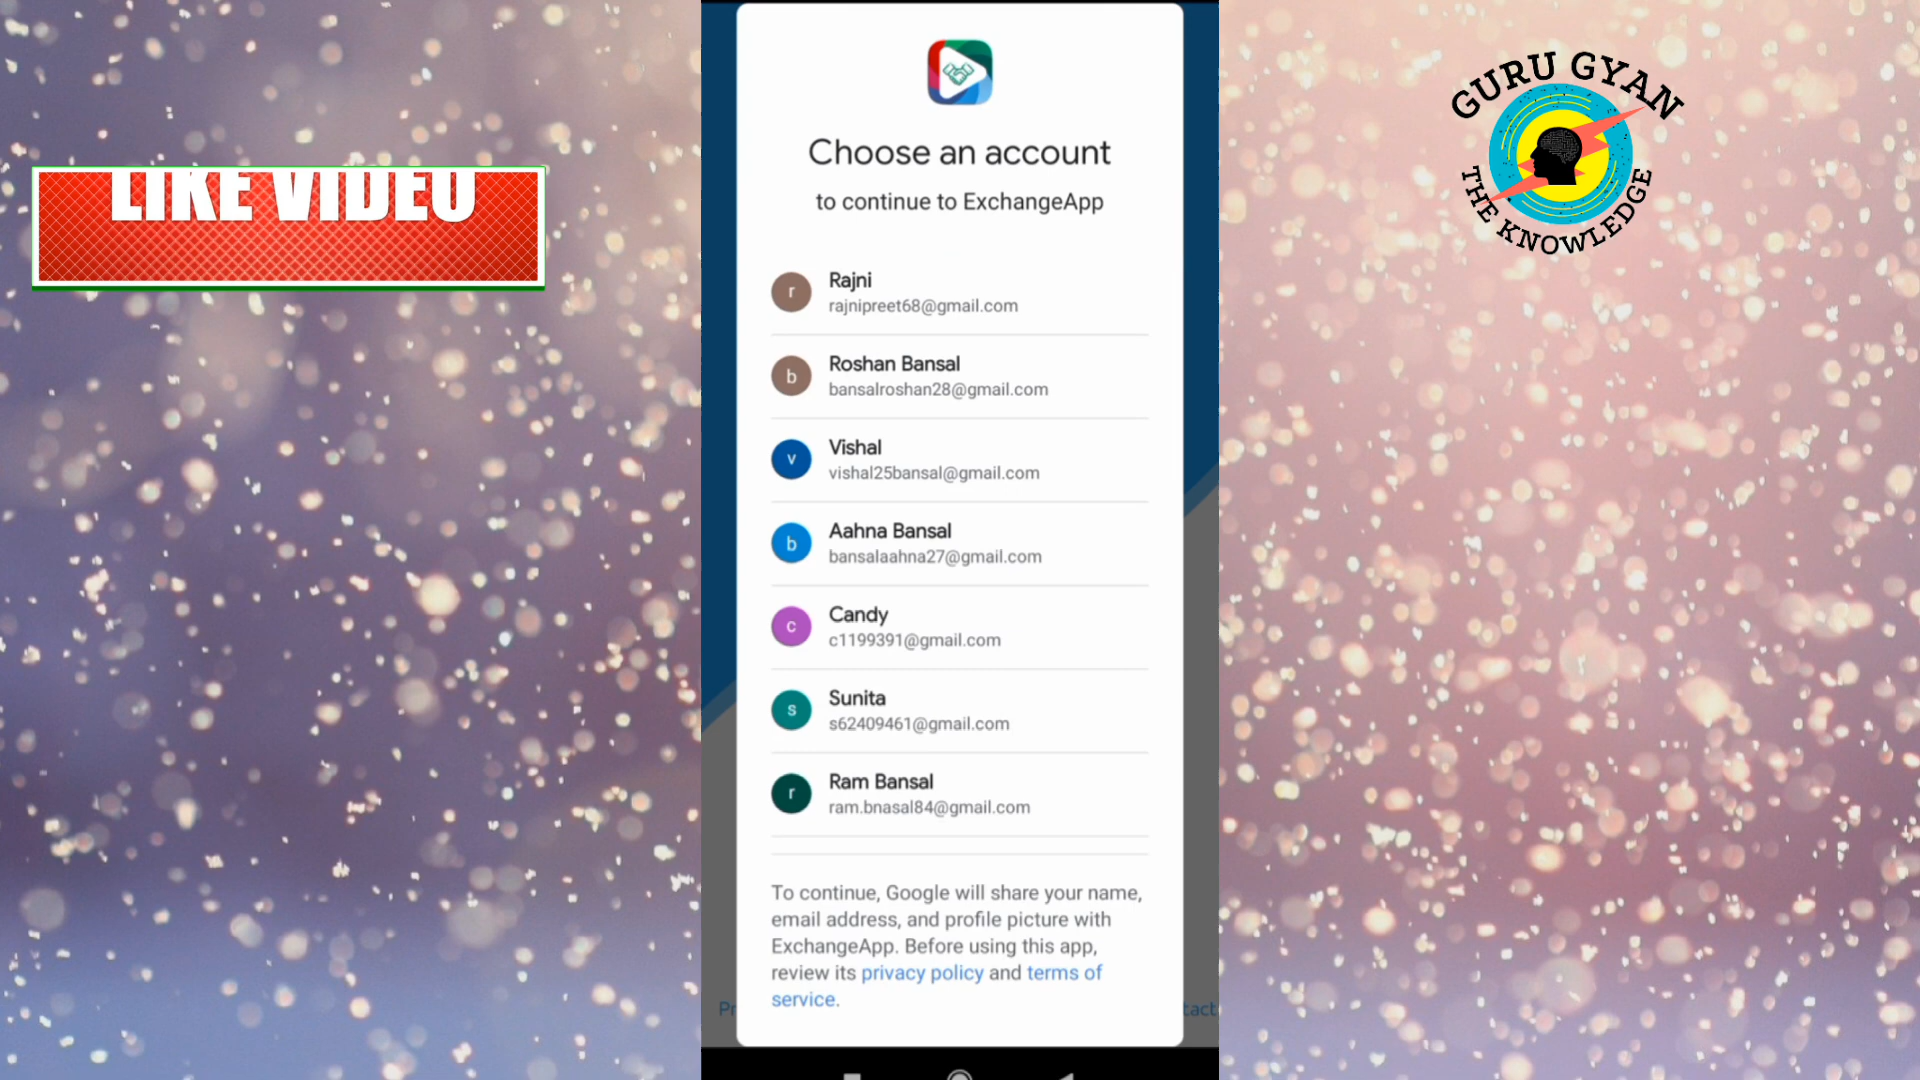 LIKE VIDEO
GURU GYAN
THE KNOWLEDGE
Choose an account
to continue to ExchangeApp
r
Rajni
rajnipreet68@gmail.com
b
Roshan Bansal
bansalroshan28@gmail.com
v
Vishal
vishal25bansal@gmail.com
b
Aahna Bansal
bansalaahna27@gmail.com
c
Candy
c1199391@gmail.com
s
Sunita
s62409461@gmail.com
r
Ram Bansal
ram.bnasal84@gmail.com
To continue, Google will share your name,
email address, and profile picture with
ExchangeApp. Before using this app,
review its privacy policy and terms of
service.